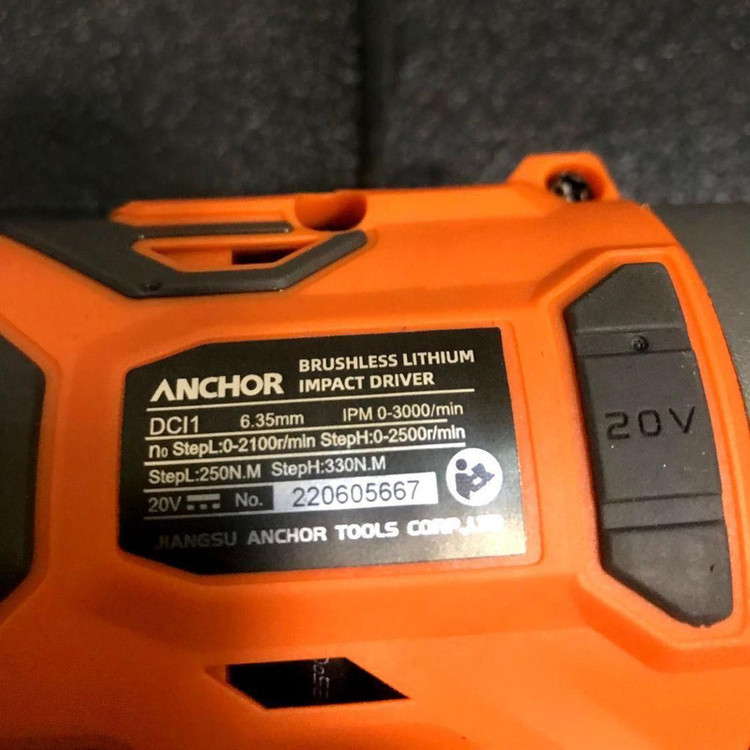 ANCHOR BRUSHLESS LITHIUM
IMPACT DRIVER
DCI1 6.35mm IPM 0-3000/min
n₀ StepL:0-2100r/min StepH:0-2500r/min
StepL:250N.M StepH:330N.M
20V No. 220605667
JIANGSU ANCHOR TOOLS CORP.,LTD
20V